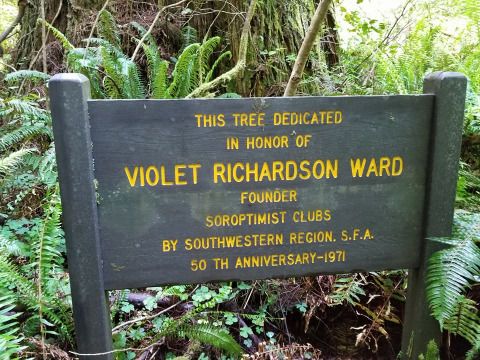 THIS TREE DEDICATED
IN HONOR OF
VIOLET RICHARDSON WARD
FOUNDER
SOROPTIMIST CLUBS
BY SOUTHWESTERN REGION. S.F.A.
50 TH ANNIVERSARY-1971